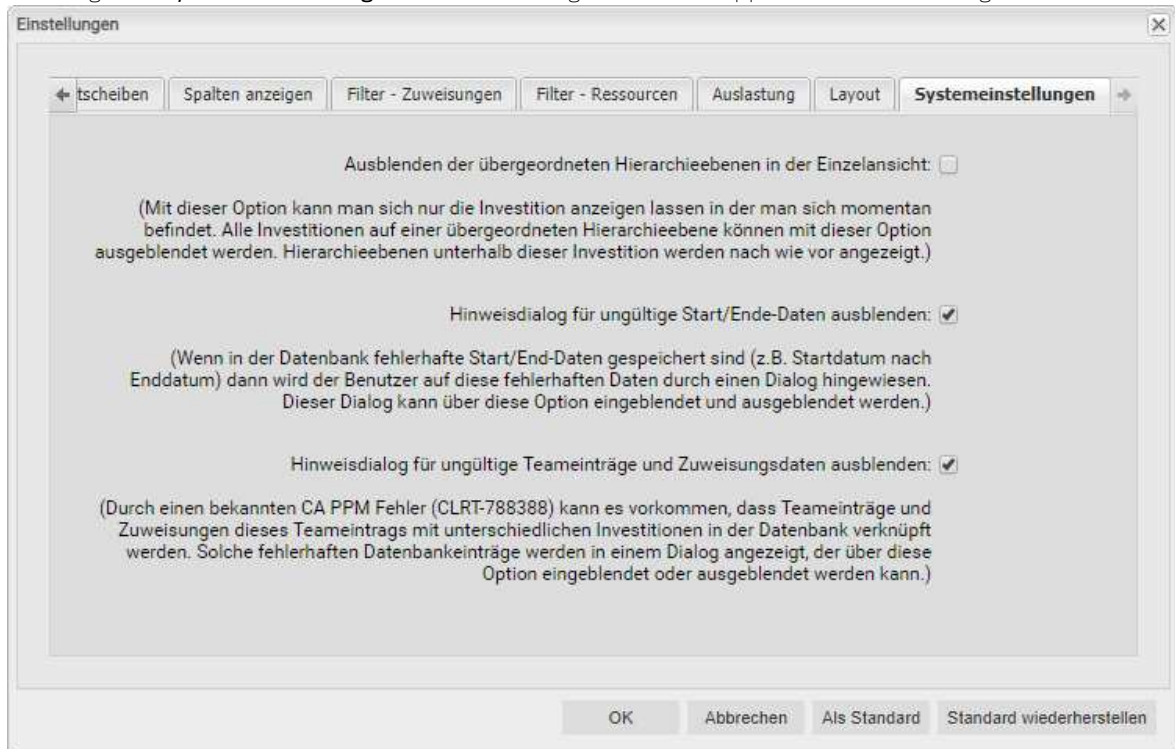 Einstellungen
tscheiben Spalten anzeigen Filter - Zuweisungen Filter - Ressourcen Auslastung Layout Systemeinstellungen
Ausblenden der übergeordneten Hierarchieebenen in der Einzelansicht:
(Mit dieser Option kann man sich nur die Investition anzeigen lassen in der man sich momentan
befindet. Alle Investitionen auf einer übergeordneten Hierarchieebene können mit dieser Option
ausgeblendet werden. Hierarchieebenen unterhalb dieser Investition werden nach wie vor angezeigt.)
Hinweisdialog für ungültige Start/Ende-Daten ausblenden:
(Wenn in der Datenbank fehlerhafte Start/End-Daten gespeichert sind (z.B. Startdatum nach
Enddatum) dann wird der Benutzer auf diese fehlerhaften Daten durch einen Dialog hingewiesen.
Dieser Dialog kann über diese Option eingeblendet und ausgeblendet werden.)
Hinweisdialog für ungültige Teameinträge und Zuweisungsdaten ausblenden:
(Durch einen bekannten CA PPM Fehler (CLRT-788388) kann es vorkommen, dass Teameinträge und
Zuweisungen dieses Teameintrags mit unterschiedlichen Investitionen in der Datenbank verknüpft
werden. Solche fehlerhaften Datenbankeinträge werden in einem Dialog angezeigt, der über diese
Option eingeblendet oder ausgeblendet werden kann.)
OK Abbrechen Als Standard Standard wiederherstellen